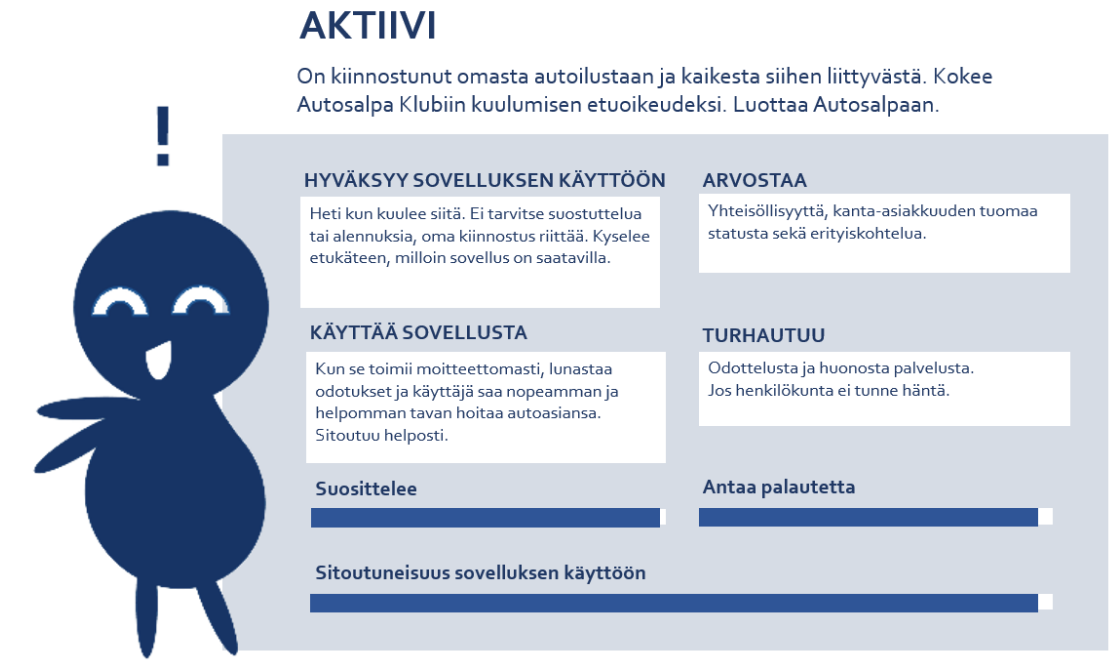 AKTIIVI
On kiinnostunut omasta autoilustaan ja kaikesta siihen liittyvästä. Kokee
Autosalpa Klubiin kuulumisen etuoikeudeksi. Luottaa Autosalpaan.
!
HYVÄKSYY SOVELLUKSEN KÄYTTÖÖN
Heti kun kuulee siitä. Ei tarvitse suostuttelua
tai alennuksia, oma kiinnostus riittää. Kyselee
etukäteen, milloin sovellus on saatavilla.
ARVOSTAA
Yhteisöllisyyttä, kanta-asiakkuuden tuomaa
statusta sekä erityiskohtelua.
KÄYTTÄÄ SOVELLUSTA
Kun se toimii moitteettomasti, lunastaa
odotukset ja käyttäjä saa nopeamman ja
helpomman tavan hoitaa autoasiansa.
Sitoutuu helposti.
TURHAUTUU
Odottelusta ja huonosta palvelusta.
Jos henkilökunta ei tunne häntä.
Suosittelee
Antaa palautetta
Sitoutuneisuus sovelluksen käyttöön